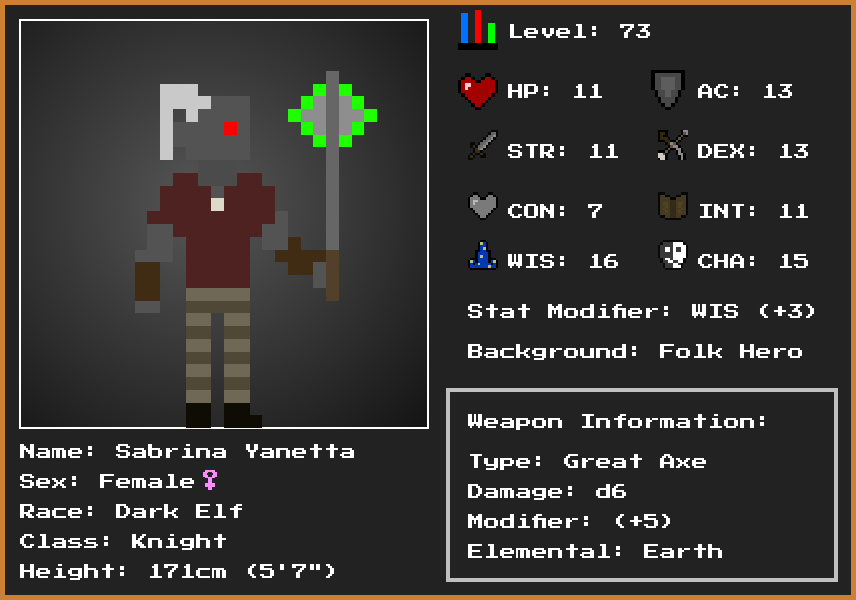 Level: 73
HP: 11
AC: 13
STR: 11
DEX: 13
CON: 7
INT: 11
WIS: 16
CHA: 15
Stat Modifier: WIS (+3)
Background: Folk Hero
Weapon Information:
Type: Great Axe
Damage: d6
Modifier: (+5)
Elemental: Earth
Name: Sabrina Yanetta
Sex: Female♀
Race: Dark Elf
Class: Knight
Height: 171cm (5'7")